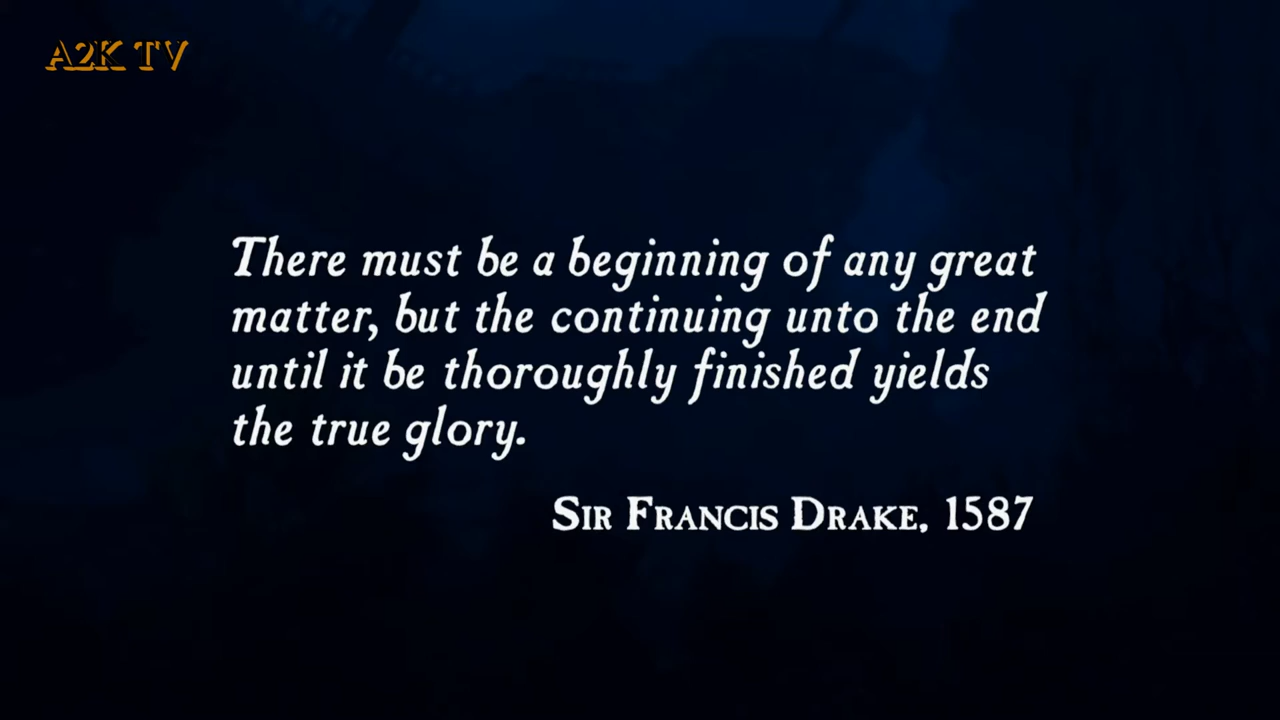 A2K TV
There must be a beginning of any great
matter, but the continuing unto the end
until it be thoroughly finished yields
the true glory.
Sir Francis Drake, 1587